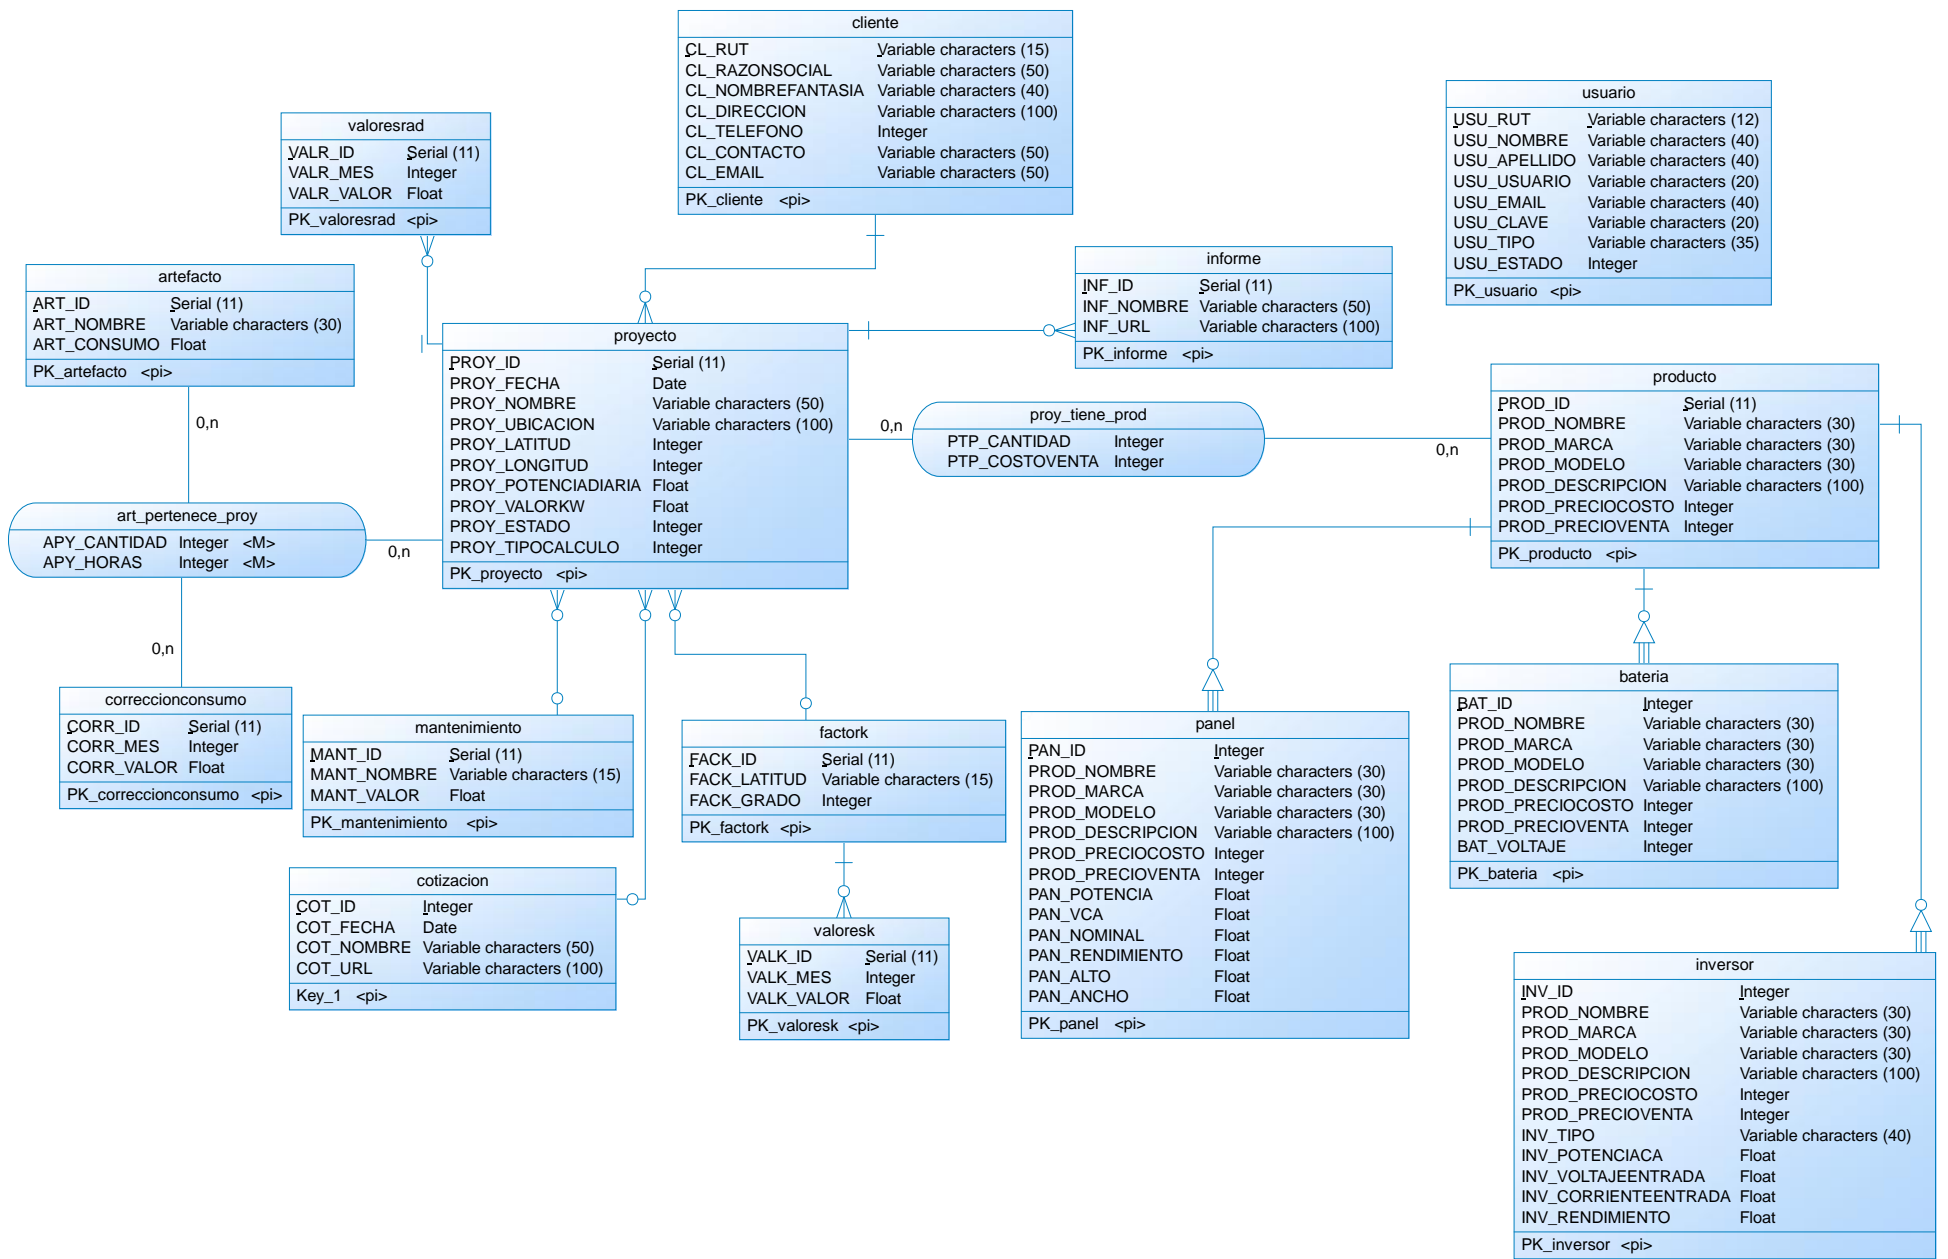 cliente
CL_RUT Variable characters (15)
CL_RAZONSOCIAL Variable characters (50)
CL_NOMBREFANTASIA Variable characters (40)
CL_DIRECCION Variable characters (100)
CL_TELEFONO Integer
CL_CONTACTO Variable characters (50)
CL_EMAIL Variable characters (50)
PK_cliente <pi>
usuario
USU_RUT Variable characters (12)
USU_NOMBRE Variable characters (40)
USU_APELLIDO Variable characters (40)
USU_USUARIO Variable characters (20)
USU_EMAIL Variable characters (40)
USU_CLAVE Variable characters (20)
USU_TIPO Variable characters (35)
USU_ESTADO Integer
PK_usuario <pi>
valoresrad
VALR_ID Serial (11)
VALR_MES Integer
VALR_VALOR Float
PK_valoresrad <pi>
artefacto
ART_ID Serial (11)
ART_NOMBRE Variable characters (30)
ART_CONSUMO Float
PK_artefacto <pi>
informe
INF_ID Serial (11)
INF_NOMBRE Variable characters (50)
INF_URL Variable characters (100)
PK_informe <pi>
proyecto
PROY_ID Serial (11)
PROY_FECHA Date
PROY_NOMBRE Variable characters (50)
PROY_UBICACION Variable characters (100)
PROY_LATITUD Integer
PROY_LONGITUD Integer
PROY_POTENCIADIARIA Float
PROY_VALORKW Float
PROY_ESTADO Integer
PROY_TIPOCALCULO Integer
PK_proyecto <pi>
0,n
proy_tiene_prod
PTP_CANTIDAD Integer
PTP_COSTOVENTA Integer
0,n
producto
PROD_ID Serial (11)
PROD_NOMBRE Variable characters (30)
PROD_MARCA Variable characters (30)
PROD_MODELO Variable characters (30)
PROD_DESCRIPCION Variable characters (100)
PROD_PRECIOCOSTO Integer
PROD_PRECIOVENTA Integer
PK_producto <pi>
0,n
art_pertenece_proy
APY_CANTIDAD Integer <M>
APY_HORAS Integer <M>
0,n
0,n
correccionconsumo
CORR_ID Serial (11)
CORR_MES Integer
CORR_VALOR Float
PK_correccionconsumo <pi>
mantenimiento
MANT_ID Serial (11)
MANT_NOMBRE Variable characters (15)
MANT_VALOR Float
PK_mantenimiento <pi>
factork
FACK_ID Serial (11)
FACK_LATITUD Variable characters (15)
FACK_GRADO Integer
PK_factork <pi>
panel
PAN_ID Integer
PROD_NOMBRE Variable characters (30)
PROD_MARCA Variable characters (30)
PROD_MODELO Variable characters (30)
PROD_DESCRIPCION Variable characters (100)
PROD_PRECIOCOSTO Integer
PROD_PRECIOVENTA Integer
PAN_POTENCIA Float
PAN_VCA Float
PAN_NOMINAL Float
PAN_RENDIMIENTO Float
PAN_ALTO Float
PAN_ANCHO Float
PK_panel <pi>
bateria
BAT_ID Integer
PROD_NOMBRE Variable characters (30)
PROD_MARCA Variable characters (30)
PROD_MODELO Variable characters (30)
PROD_DESCRIPCION Variable characters (100)
PROD_PRECIOCOSTO Integer
PROD_PRECIOVENTA Integer
BAT_VOLTAJE Integer
PK_bateria <pi>
cotizacion
COT_ID Integer
COT_FECHA Date
COT_NOMBRE Variable characters (50)
COT_URL Variable characters (100)
Key_1 <pi>
valoresk
VALK_ID Serial (11)
VALK_MES Integer
VALK_VALOR Float
PK_valoresk <pi>
inversor
INV_ID Integer
PROD_NOMBRE Variable characters (30)
PROD_MARCA Variable characters (30)
PROD_MODELO Variable characters (30)
PROD_DESCRIPCION Variable characters (100)
PROD_PRECIOCOSTO Integer
PROD_PRECIOVENTA Integer
INV_TIPO Variable characters (40)
INV_POTENCIACA Float
INV_VOLTAJEENTRADA Float
INV_CORRIENTEENTRADA Float
INV_RENDIMIENTO Float
PK_inversor <pi>